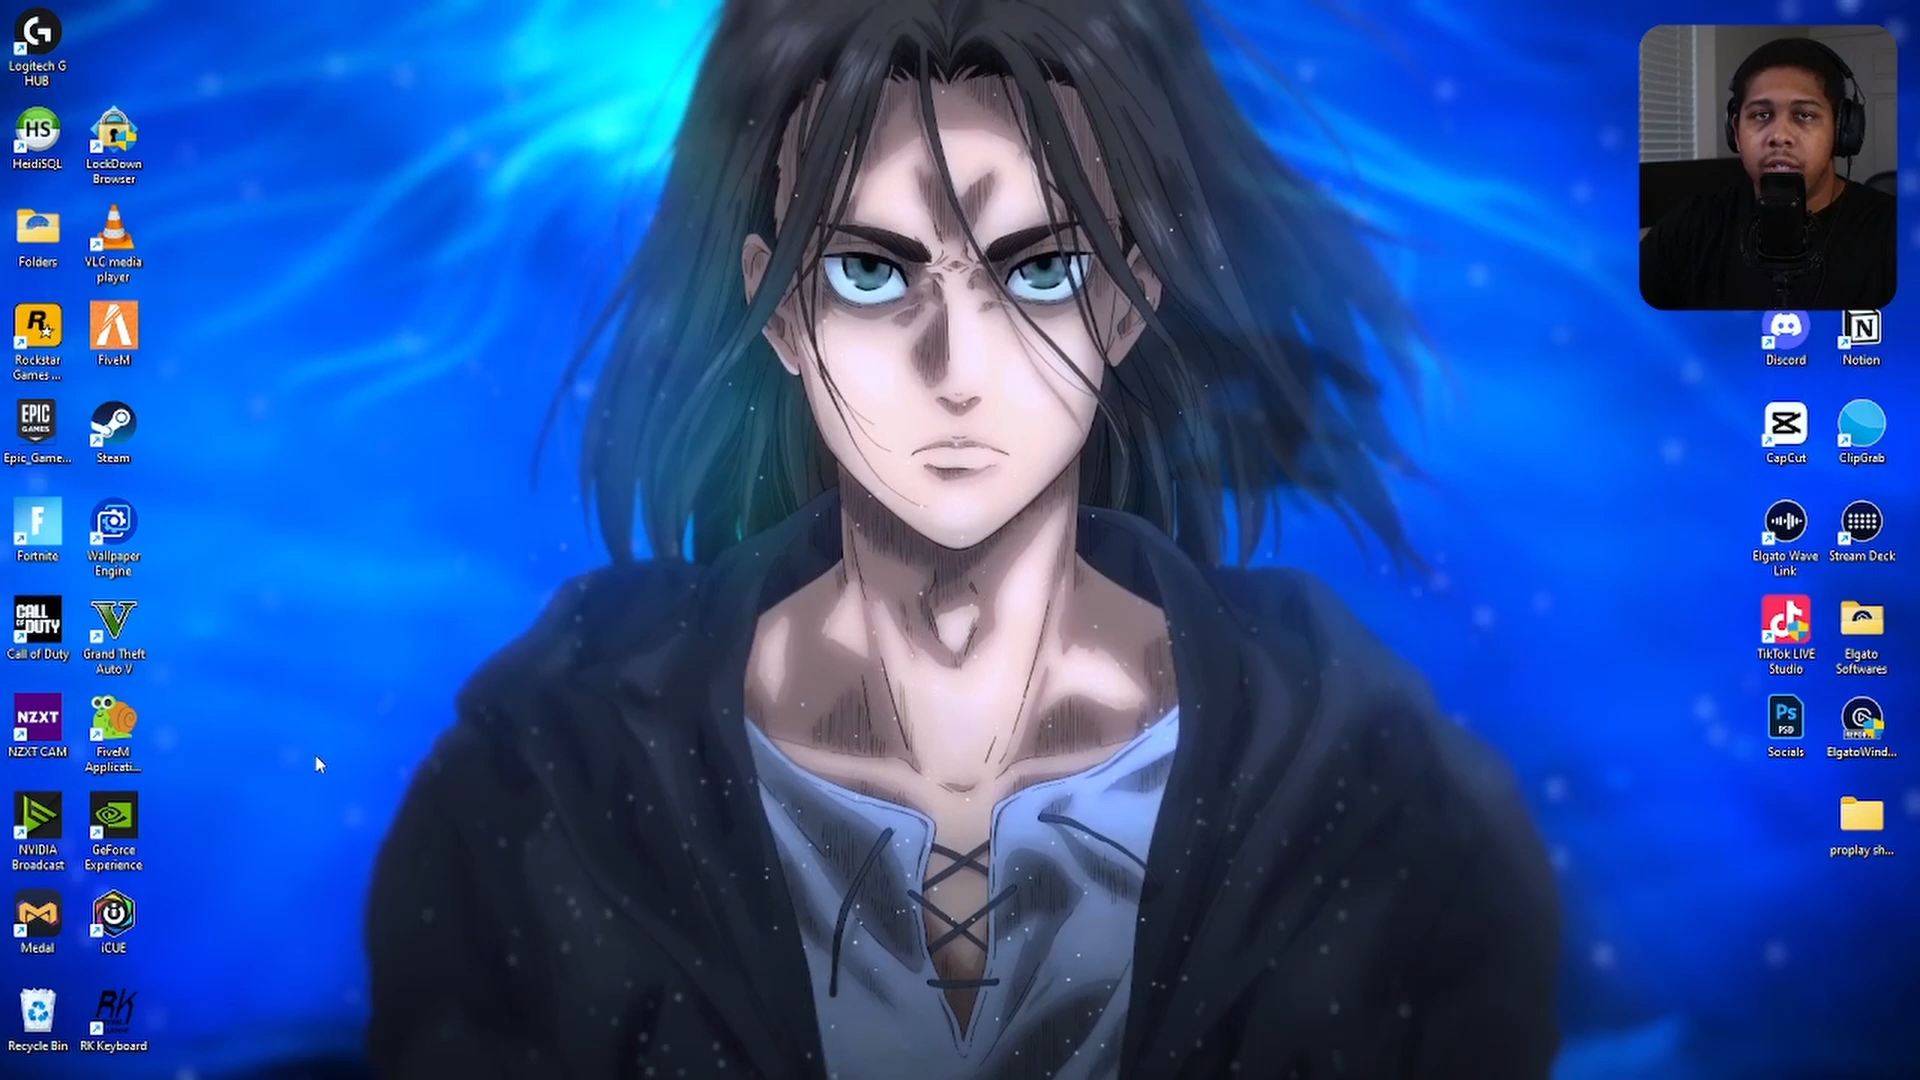 Logitech G
HUB
HS
HeidiSQL
LockDown
Browser
Folders
VLC media
player
R
Rockstar
Games ...
FiveM
EPIC
GAMES
Epic_Game...
Steam
F
Fortnite
Wallpaper
Engine
CALL
OF DUTY
Call of Duty
V
Grand Theft
Auto V
NZXT
NZXT CAM
FiveM
Applicati...
NVIDIA
Broadcast
GeForce
Experience
Medal
iCUE
Recycle Bin
RK
RK Keyboard
Discord
N
Notion
CapCut
ClipGrab
Elgato Wave
Link
Stream Deck
TikTok LIVE
Studio
Elgato
Softwares
Ps
PSD
Socials
ElgatoWind...
proplay sh...